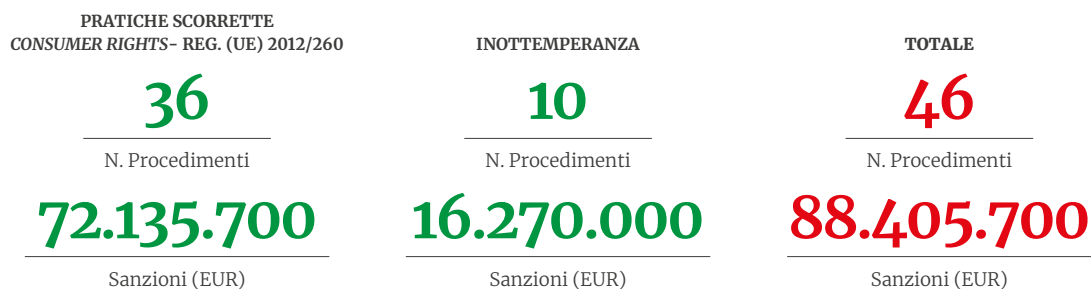 PRATICHE SCORRETTE
CONSUMER RIGHTS– REG. (UE) 2012/260
36
N. Procedimenti
72.135.700
Sanzioni (EUR)
INOTTEMPERANZA
10
N. Procedimenti
16.270.000
Sanzioni (EUR)
TOTALE
46
N. Procedimenti
88.405.700
Sanzioni (EUR)